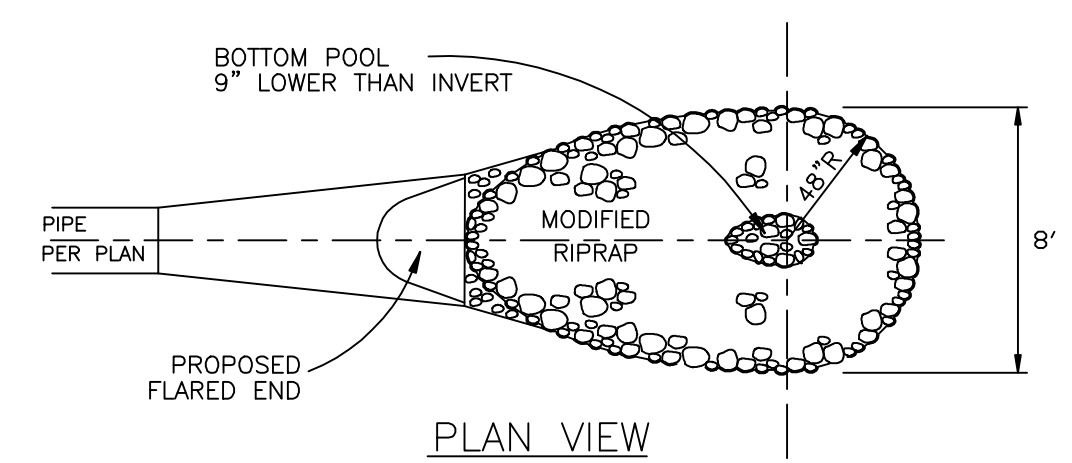 BOTTOM POOL
9" LOWER THAN INVERT
48"R
PIPE
PER PLAN
MODIFIED
RIPRAP
8'
PROPOSED
FLARED END
PLAN VIEW